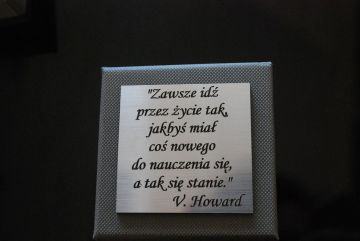 "Zawsze idź
przez życie tak,
jakbyś miał
coś nowego
do nauczenia się,
a tak się stanie."
V. Howard